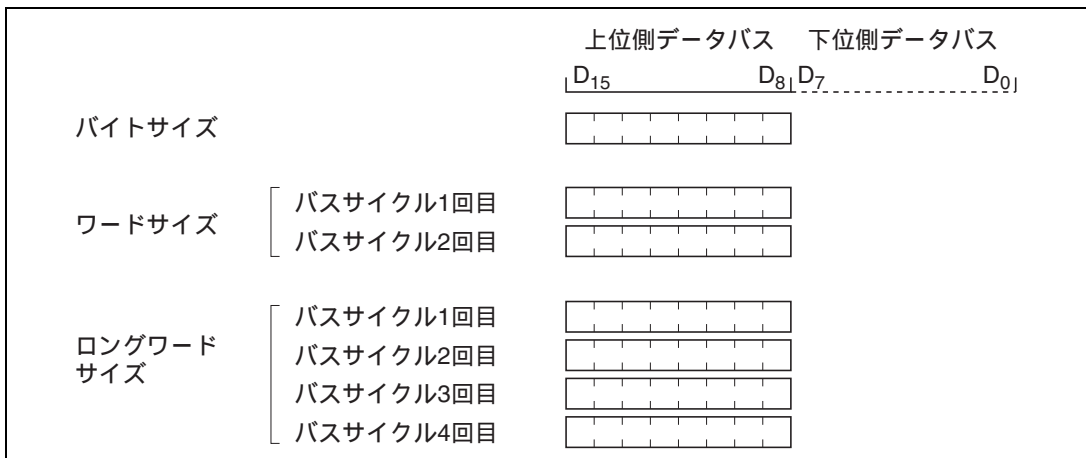 上位側データバス 下位側データバス
D15 D8 D7 D0
バイトサイズ
ワードサイズ
バスサイクル1回目
バスサイクル2回目
ロングワード
サイズ
バスサイクル1回目
バスサイクル2回目
バスサイクル3回目
バスサイクル4回目